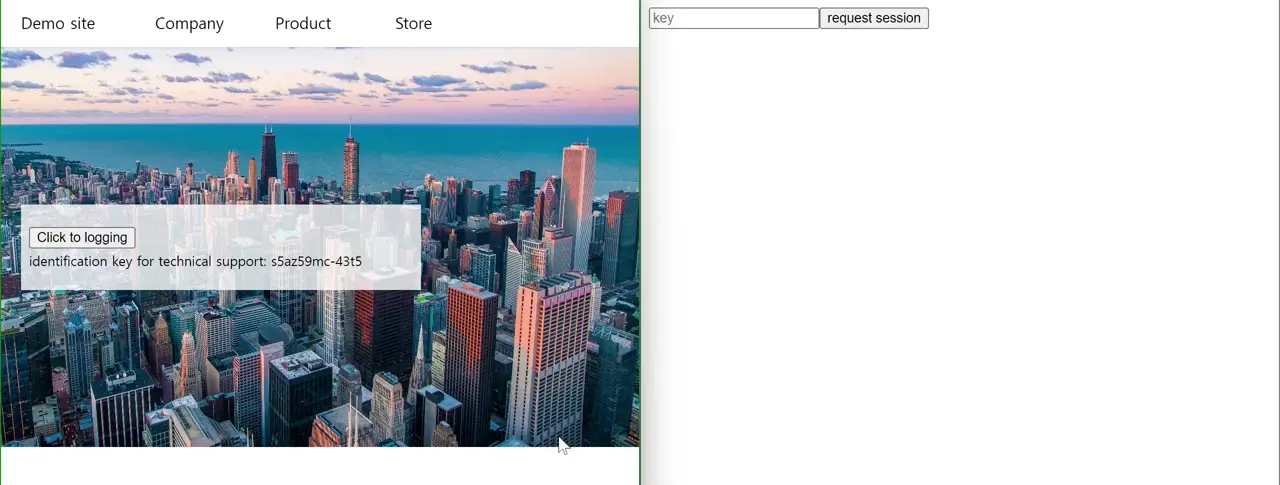 Demo site Company Product Store
Click to logging
identification key for technical support: s5az59mc-43t5
key request session